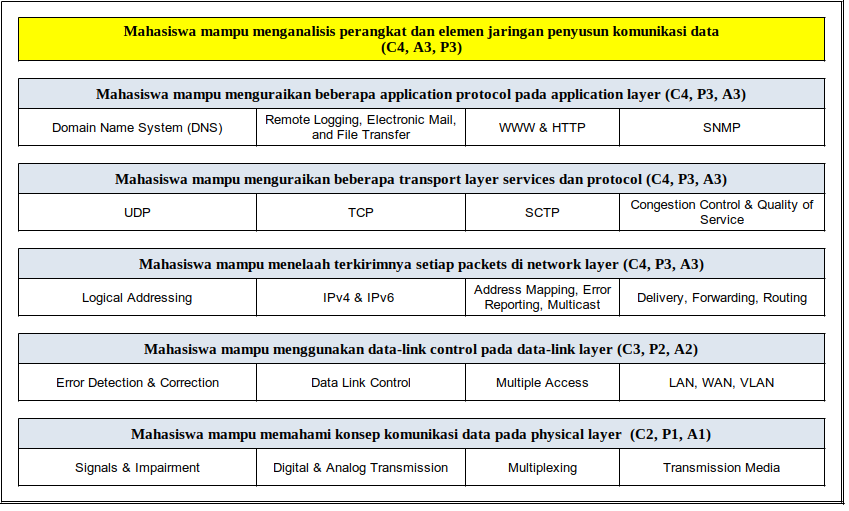 Mahasiswa mampu menganalisis perangkat dan elemen jaringan penyusun komunikasi data
(C4, A3, P3)
Mahasiswa mampu menguraikan beberapa application protocol pada application layer (C4, P3, A3)
Domain Name System (DNS)
Remote Logging, Electronic Mail,
and File Transfer
WWW & HTTP
SNMP
Mahasiswa mampu menguraikan beberapa transport layer services dan protocol (C4, P3, A3)
UDP
TCP
SCTP
Congestion Control & Quality of
Service
Mahasiswa mampu menelaah terkirimnya setiap packets di network layer (C4, P3, A3)
Logical Addressing
IPv4 & IPv6
Address Mapping, Error
Reporting, Multicast
Delivery, Forwarding, Routing
Mahasiswa mampu menggunakan data-link control pada data-link layer (C3, P2, A2)
Error Detection & Correction
Data Link Control
Multiple Access
LAN, WAN, VLAN
Mahasiswa mampu memahami konsep komunikasi data pada physical layer  (C2, P1, A1)
Signals & Impairment
Digital & Analog Transmission
Multiplexing
Transmission Media